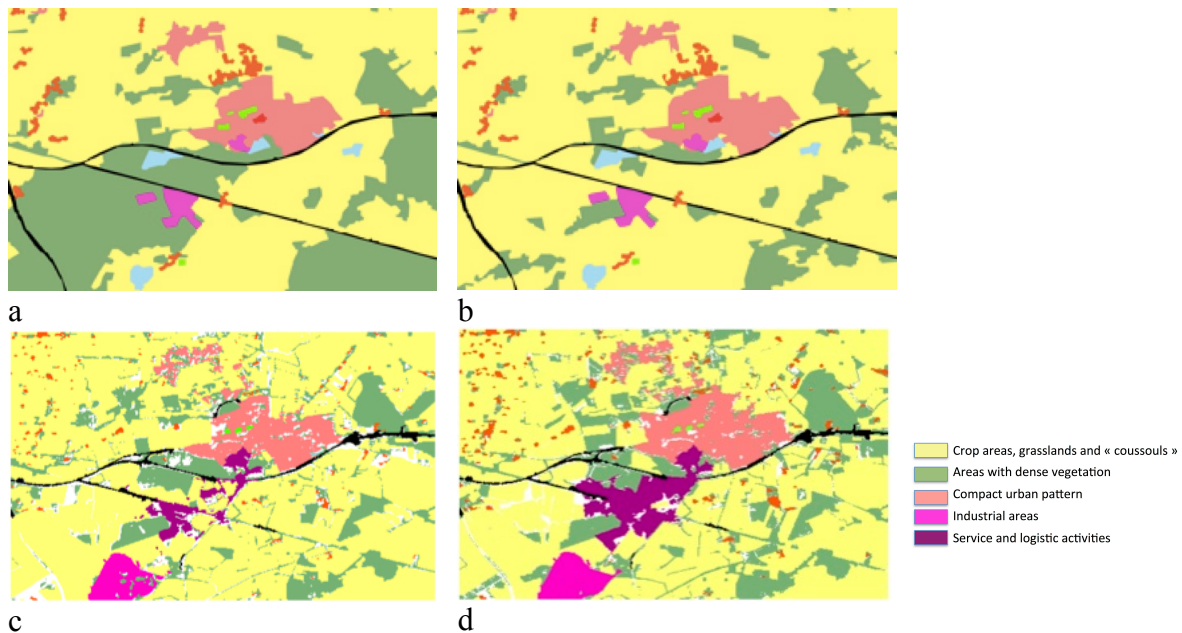 a
b
Crop areas, grasslands and « coussouls »
Areas with dense vegetation
Compact urban pattern
Industrial areas
Service and logistic activities
c
d